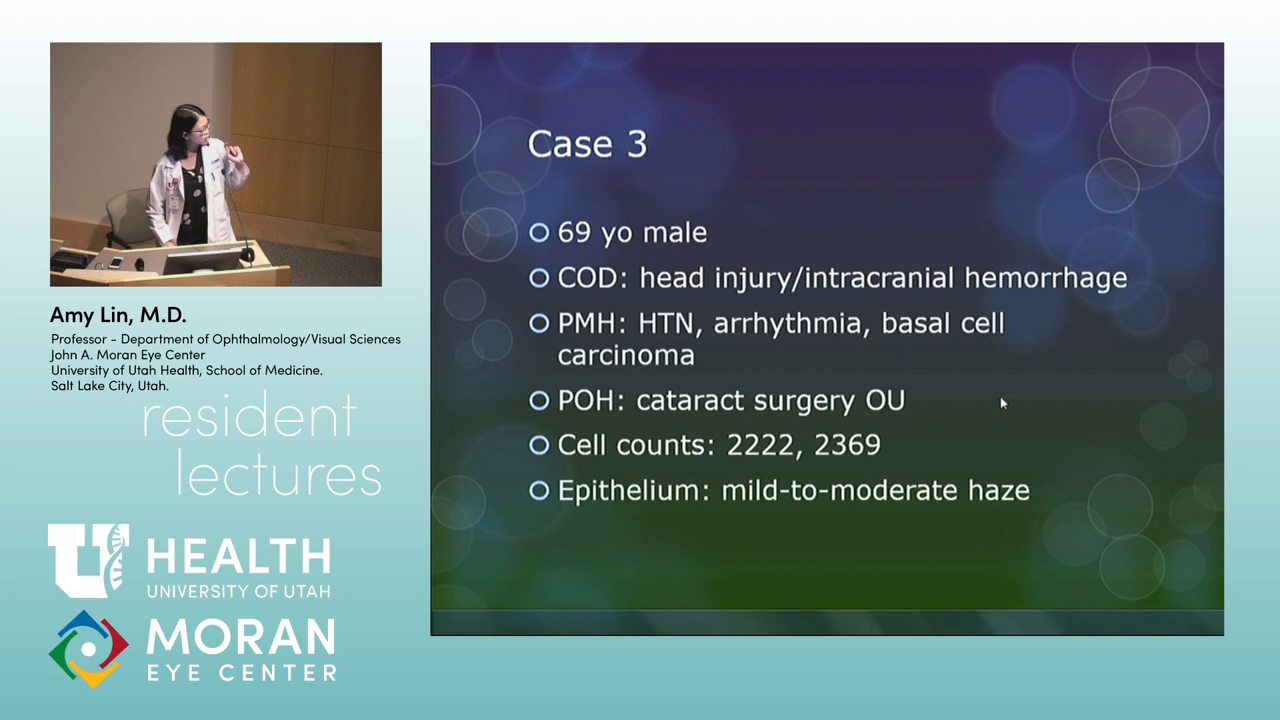 Amy Lin, M.D.
Professor - Department of Ophthalmology/Visual Sciences
John A. Moran Eye Center
University of Utah Health, School of Medicine.
Salt Lake City, Utah.
resident
lectures
U HEALTH
UNIVERSITY OF UTAH
MORAN
EYE CENTER
Case 3
69 yo male
COD: head injury/intracranial hemorrhage
PMH: HTN, arrhythmia, basal cell
carcinoma
POH: cataract surgery OU
Cell counts: 2222, 2369
Epithelium: mild-to-moderate haze